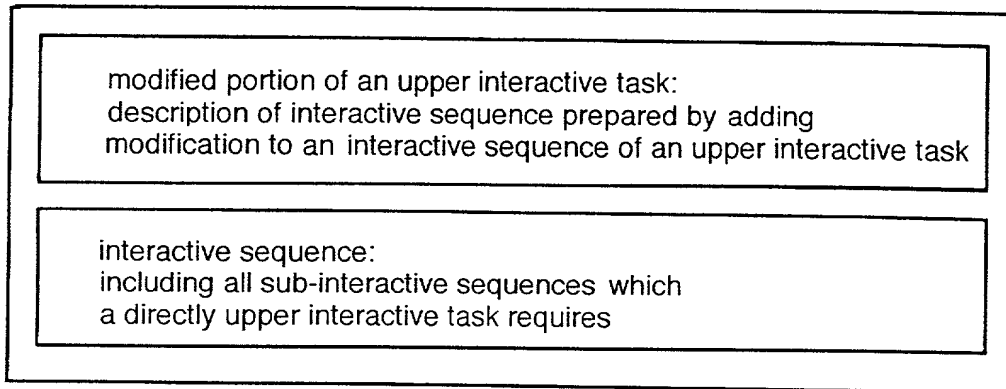 modified portion of an upper interactive task:
description of interactive sequence prepared by adding
modification to an interactive sequence of an upper interactive task
interactive sequence:
including all sub-interactive sequences which
a directly upper interactive task requires